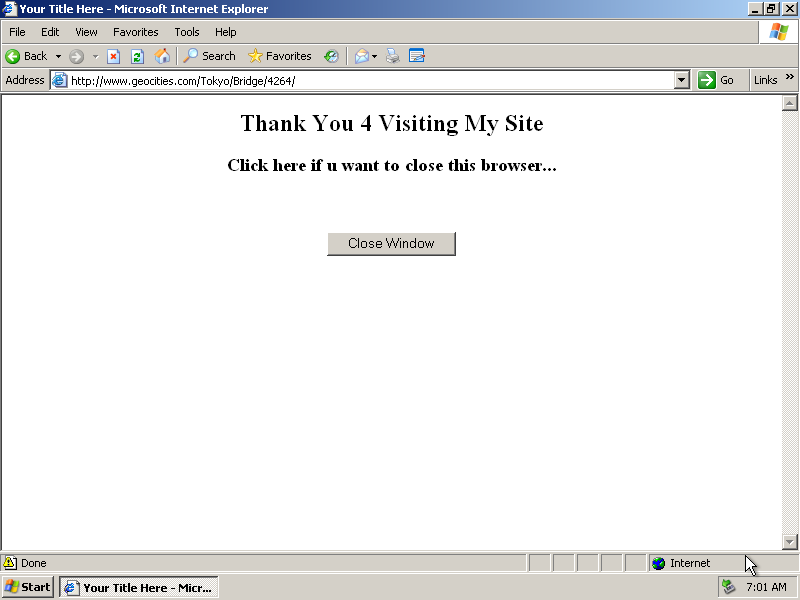 Your Title Here - Microsoft Internet Explorer
File Edit View Favorites Tools Help
Back Search Favorites
Address http://www.geocities.com/Tokyo/Bridge/4264/ Go Links »
Thank You 4 Visiting My Site
Click here if u want to close this browser...
Close Window
Done Internet
Start Your Title Here - Micr... 7:01 AM